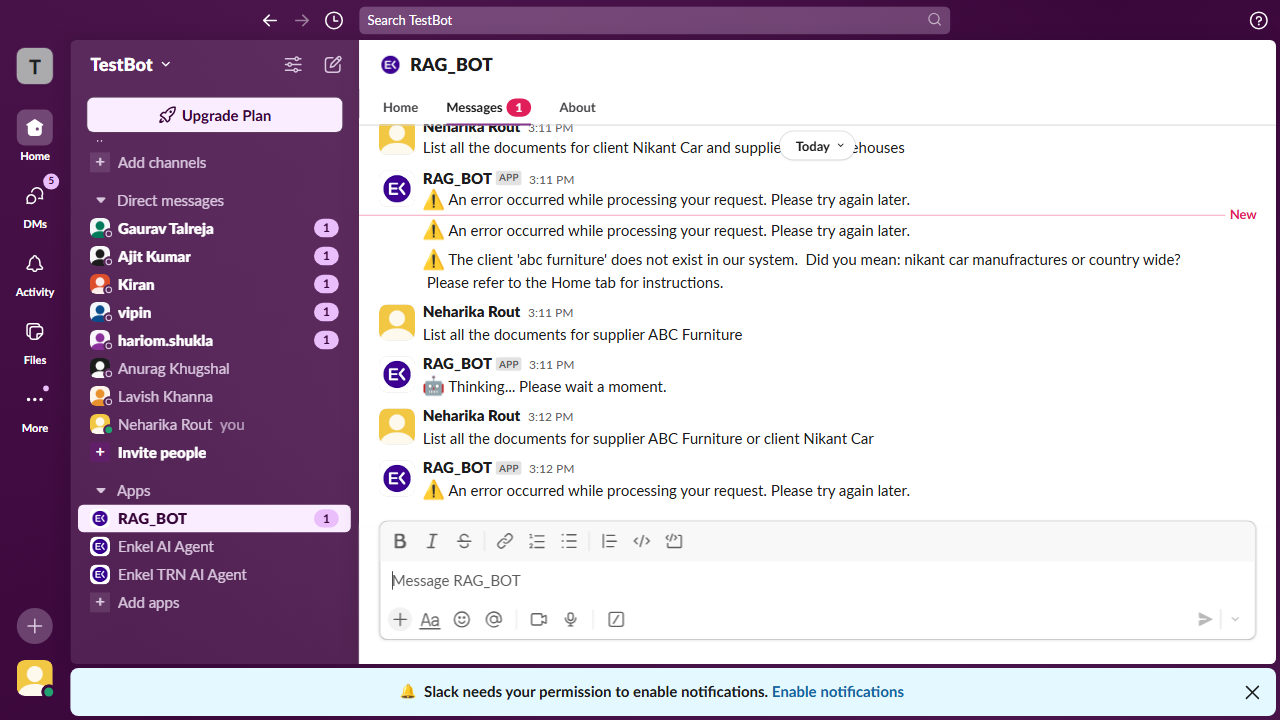 Search TestBot
T
Home
5
DMs
Activity
Files
More
TestBot
Upgrade Plan
Add channels
Direct messages
Gaurav Talreja 1
Ajit Kumar 1
Kiran 1
vipin 1
hariom.shukla 1
Anurag Khugshal
Lavish Khanna
Neharika Rout you
Invite people
Apps
RAG_BOT 1
Enkel AI Agent
Enkel TRN AI Agent
Add apps
RAG_BOT
Home Messages 1 About
Neharika Rout 3:11 PM
Today
List all the documents for client Nikant Car and
RAG_BOT APP 3:11 PM
⚠️ An error occurred while processing your request. Please try again later.
New
⚠️ An error occurred while processing your request. Please try again later.
⚠️ The client 'abc furniture' does not exist in our system.  Did you mean: nikant car manufractures or country wide?
Please refer to the Home tab for instructions.
Neharika Rout 3:11 PM
List all the documents for supplier ABC Furniture
RAG_BOT APP 3:11 PM
🤖 Thinking... Please wait a moment.
Neharika Rout 3:12 PM
List all the documents for supplier ABC Furniture or client Nikant Car
RAG_BOT APP 3:12 PM
⚠️ An error occurred while processing your request. Please try again later.
B I S
Message RAG_BOT
Aa
🔔 Slack needs your permission to enable notifications. Enable notifications